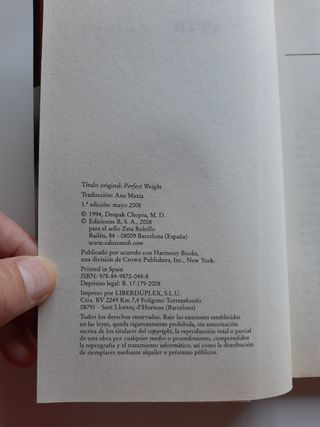 Título original: Perfect Weight
Traducción: Ana Mazía
1.ª edición: mayo 2008
© 1994, Deepak Chopra, M. D.
© Ediciones B, S. A., 2008
para el sello Zeta Bolsillo
Bailén, 84 - 08009 Barcelona (España)
www.edicionesb.com
Publicado por acuerdo con Harmony Books,
una división de Crown Publishers, Inc., New York.
Printed in Spain
ISBN: 978-84-9872-048-8
Depósito legal: B. 17.179-2008
Impreso por LIBERDÚPLEX, S.L.U.
Ctra. BV 2249 Km 7,4 Polígono Torrentfondo
08791 - Sant Llorenç d'Hortons (Barcelona)
Todos los derechos reservados. Bajo las sanciones establecidas
en las leyes, queda rigurosamente prohibida, sin autorización
escrita de los titulares del copyright, la reproducción total o parcial
de esta obra por cualquier medio o procedimiento, comprendidos
la reprografía y el tratamiento informático, así como la distribución
de ejemplares mediante alquiler o préstamo públicos.